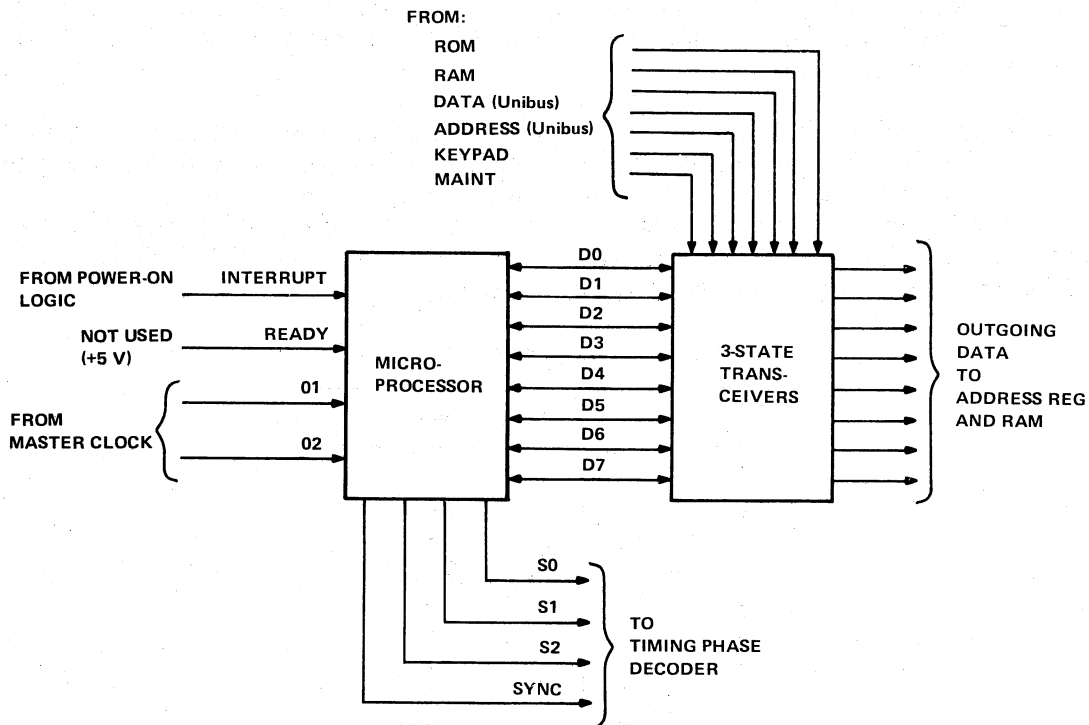 FROM:
ROM
RAM
DATA (Unibus)
ADDRESS (Unibus)
KEYPAD
MAINT
FROM POWER-ON
LOGIC
INTERRUPT
NOT USED
(+5 V)
READY
FROM
MASTER CLOCK
01
02
MICRO-
PROCESSOR
D0
D1
D2
D3
D4
D5
D6
D7
3-STATE
TRANS-
CEIVERS
OUTGOING
DATA
TO
ADDRESS REG
AND RAM
S0
S1
S2
SYNC
TO
TIMING PHASE
DECODER